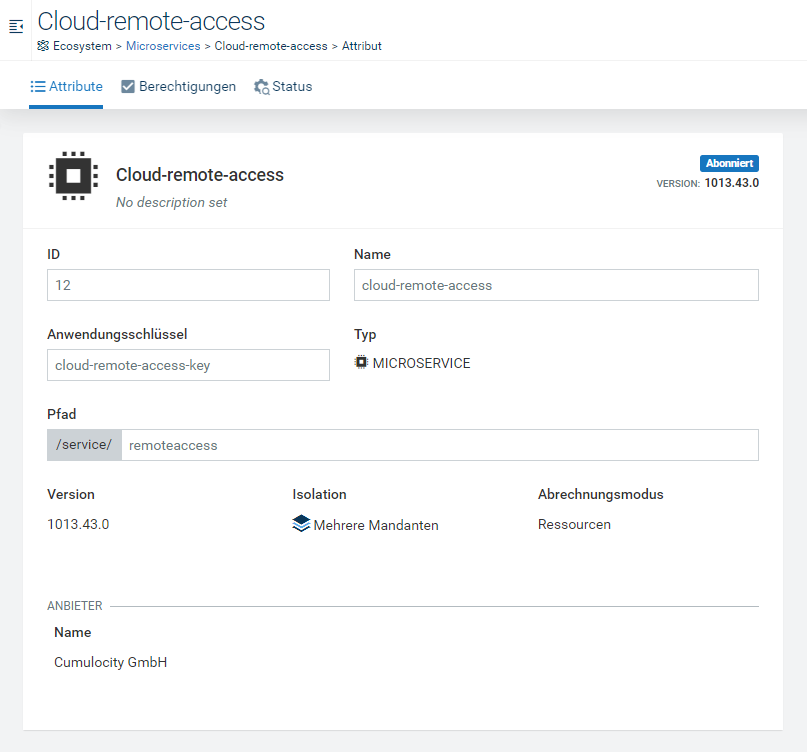 Cloud-remote-access
Ecosystem > Microservices > Cloud-remote-access > Attribut
Attribute Berechtigungen Status
Cloud-remote-access
No description set
Abonniert
VERSION: 1013.43.0
ID Name
12 cloud-remote-access
Anwendungsschlüssel Typ
cloud-remote-access-key MICROSERVICE
Pfad
/service/ remoteaccess
Version Isolation Abrechnungsmodus
1013.43.0 Mehrere Mandanten Ressourcen
ANBIETER
Name
Cumulocity GmbH